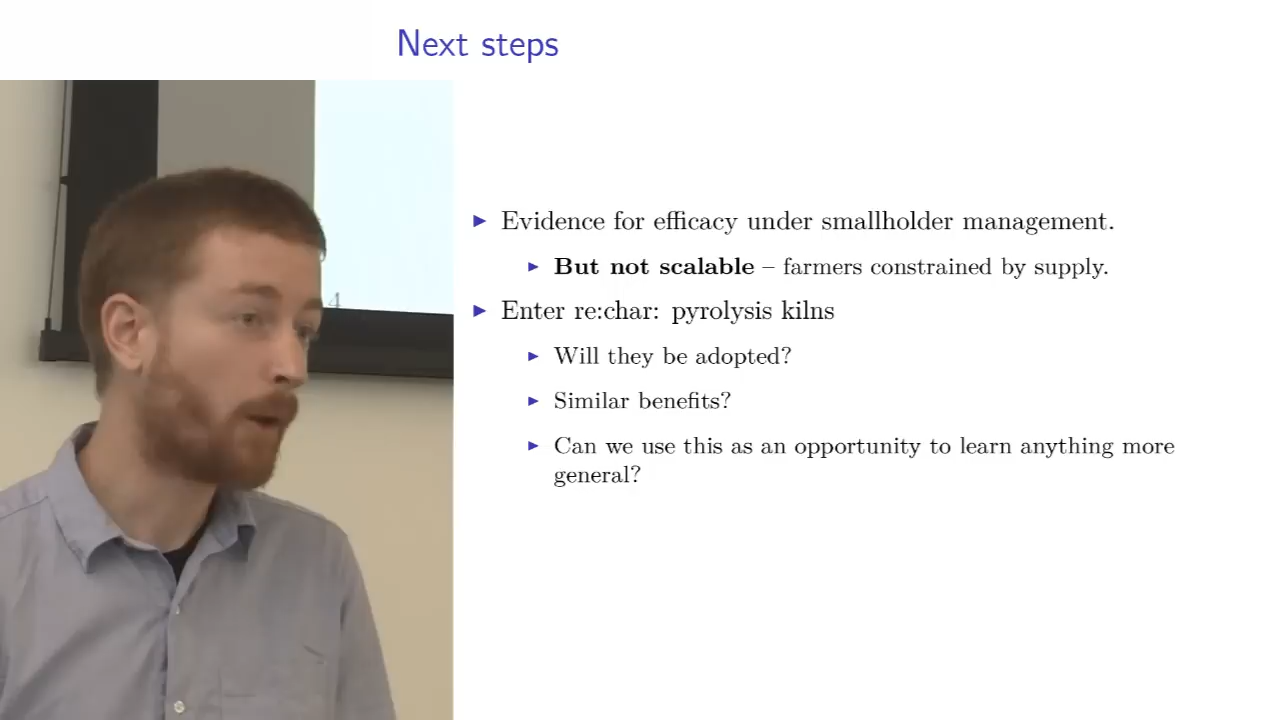 Next steps
Evidence for efficacy under smallholder management.
But not scalable – farmers constrained by supply.
Enter re:char: pyrolysis kilns
Will they be adopted?
Similar benefits?
Can we use this as an opportunity to learn anything more
general?
4